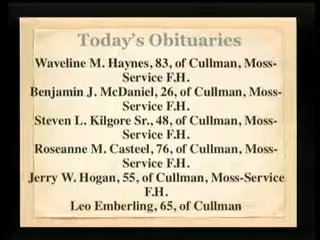 Today's Obituaries
Waveline M. Haynes, 83, of Cullman, Moss-
Service F.H.
Benjamin J. McDaniel, 26, of Cullman, Moss-
Service F.H.
Steven L. Kilgore Sr., 48, of Cullman, Moss-
Service F.H.
Roseanne M. Casteel, 76, of Cullman, Moss-
Service F.H.
Jerry W. Hogan, 55, of Cullman, Moss-Service
F.H.
Leo Emberling, 65, of Cullman